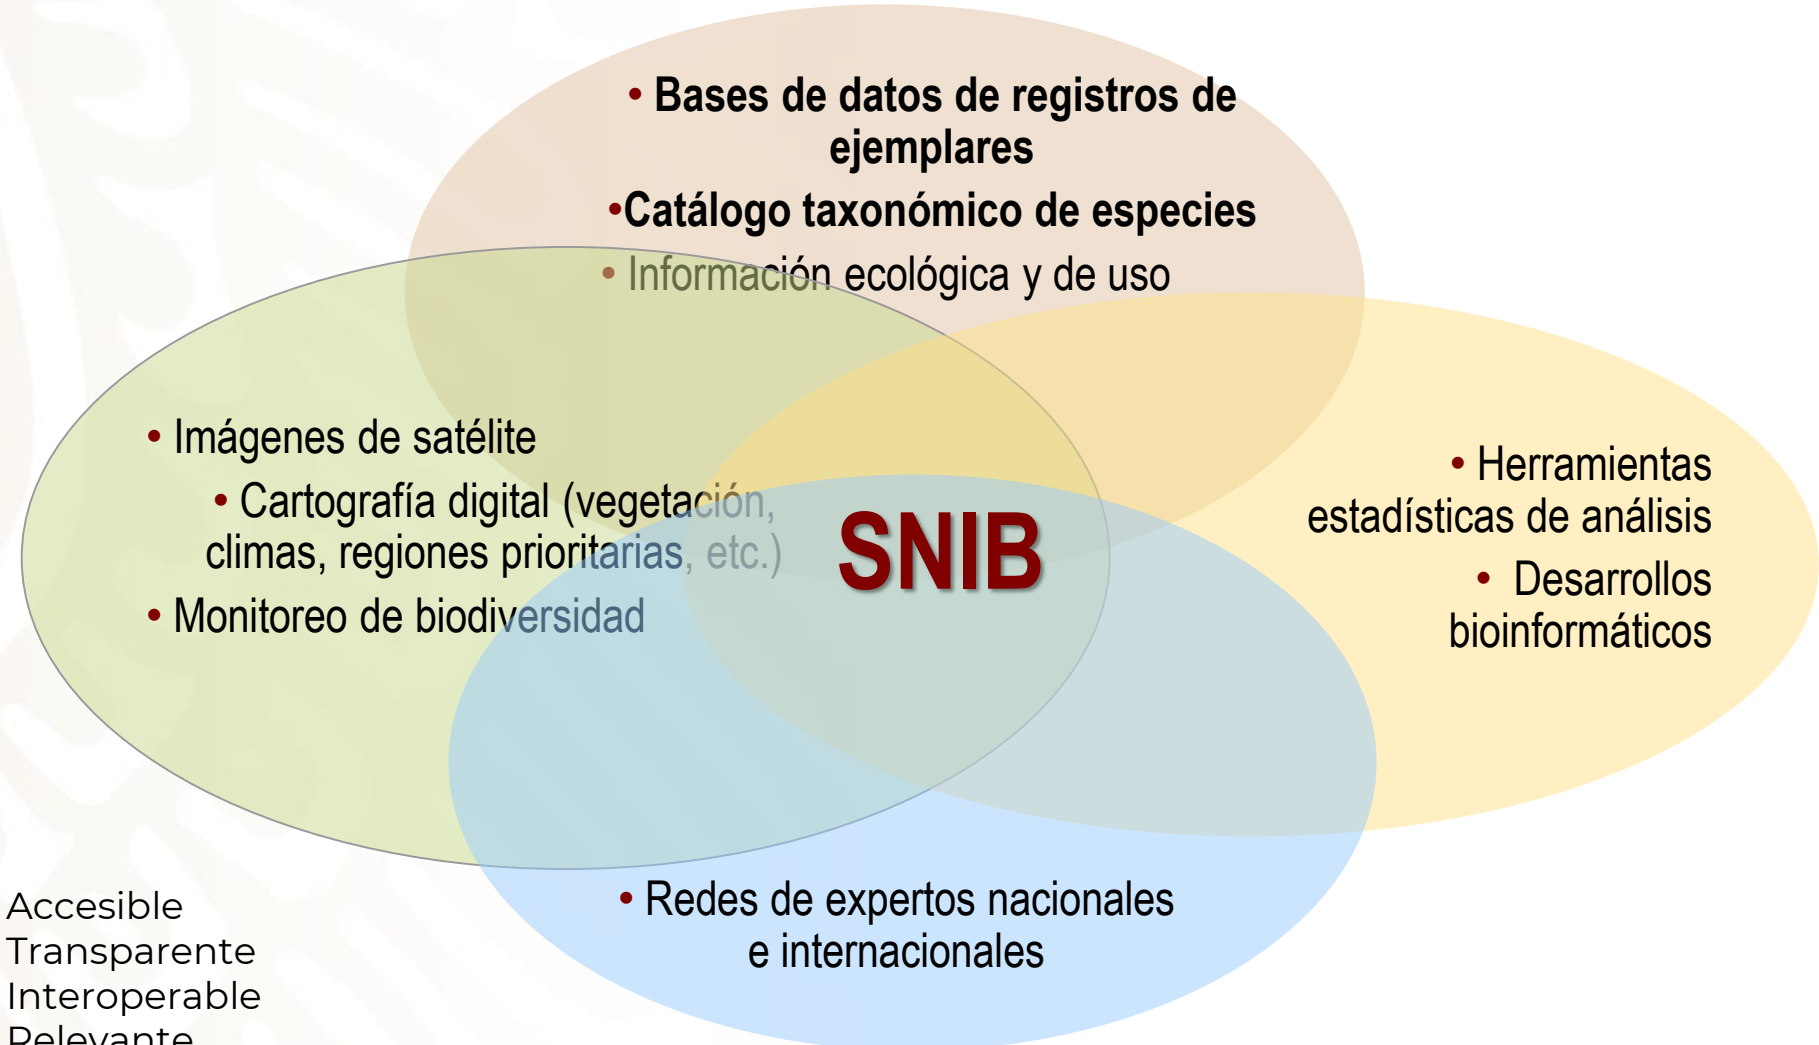 • Bases de datos de registros de
ejemplares
•Catálogo taxonómico de especies
• Información ecológica y de uso
• Imágenes de satélite
• Cartografía digital (vegetación,
climas, regiones prioritarias, etc.)
• Monitoreo de biodiversidad
SNIB
• Herramientas
estadísticas de análisis
• Desarrollos
bioinformáticos
• Redes de expertos nacionales
e internacionales
Accesible
Transparente
Interoperable
Relevante